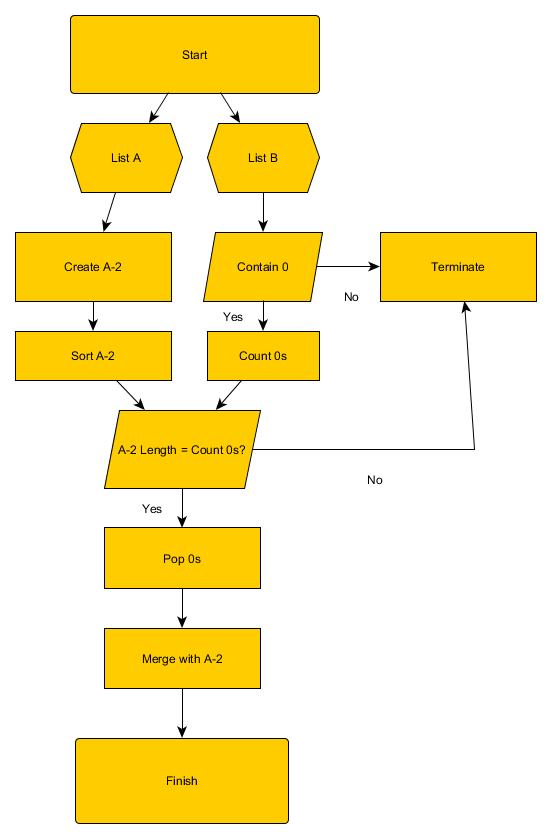 Start
List A
List B
Create A-2
Contain 0
Terminate
No
Yes
Sort A-2
Count 0s
A-2 Length = Count 0s?
No
Yes
Pop 0s
Merge with A-2
Finish